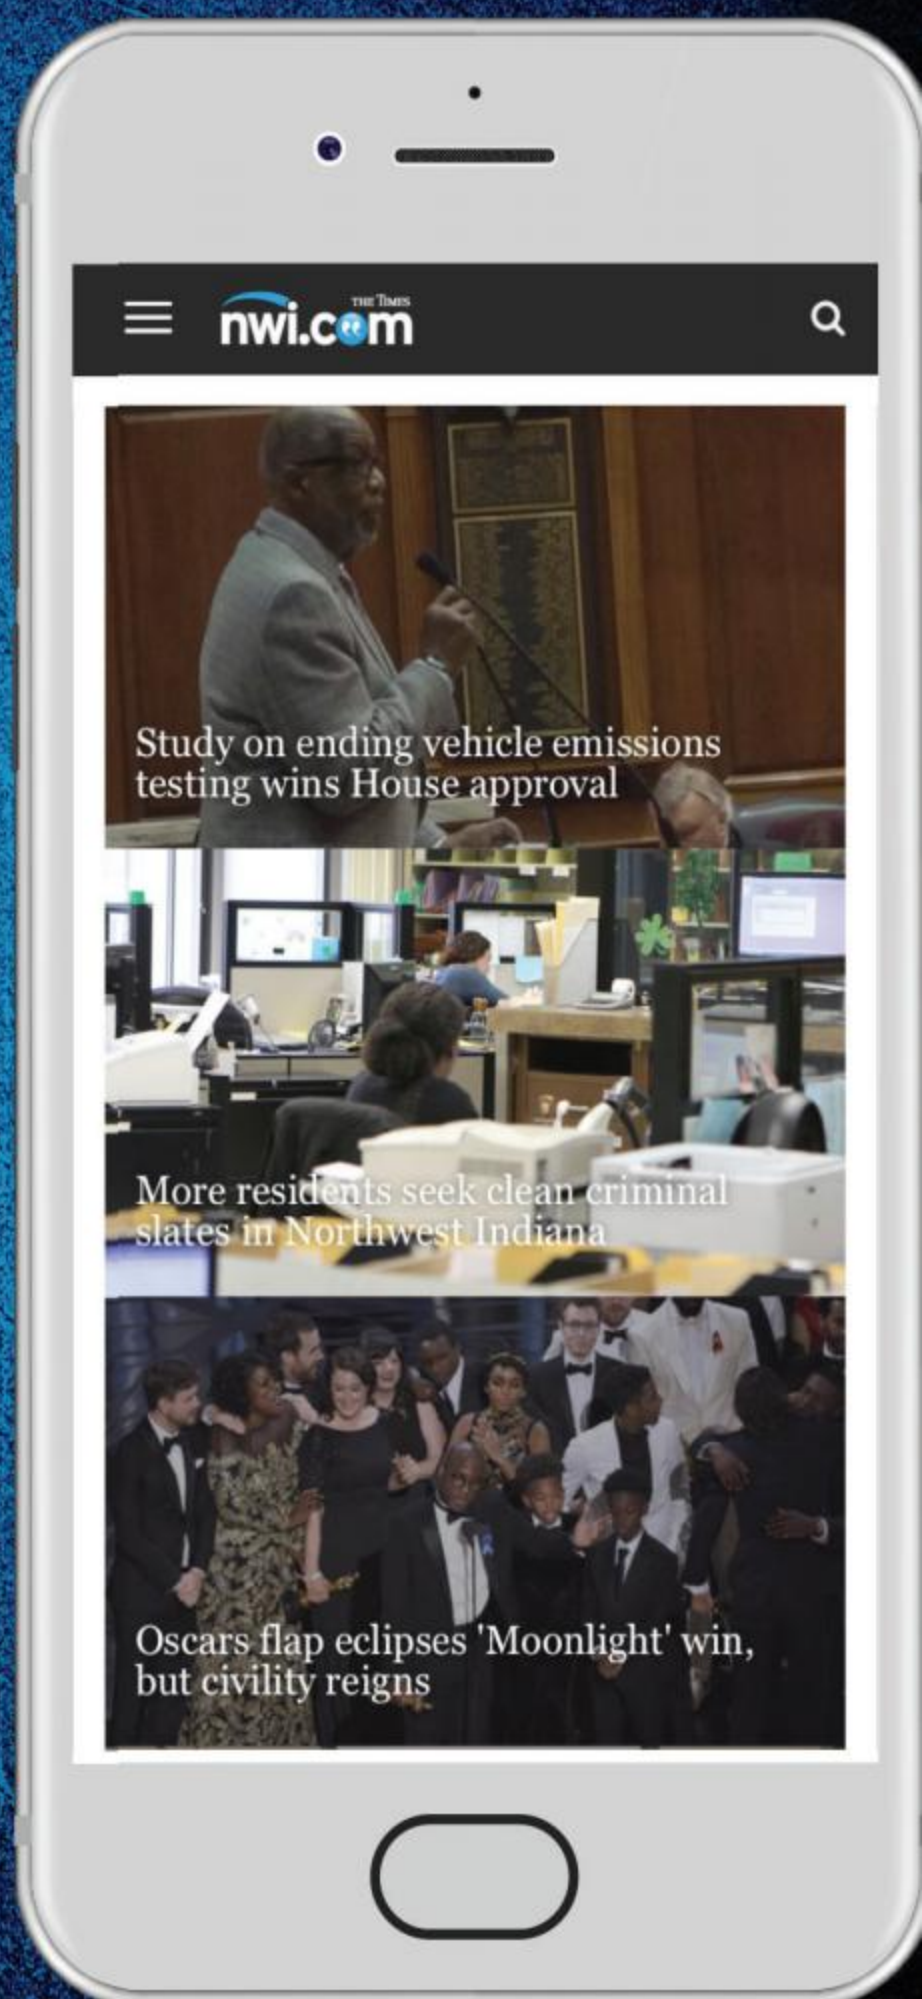 THE TIMES
nwi.com
Study on ending vehicle emissions
testing wins House approval
More residents seek clean criminal
slates in Northwest Indiana
Oscars flap eclipses 'Moonlight' win,
but civility reigns